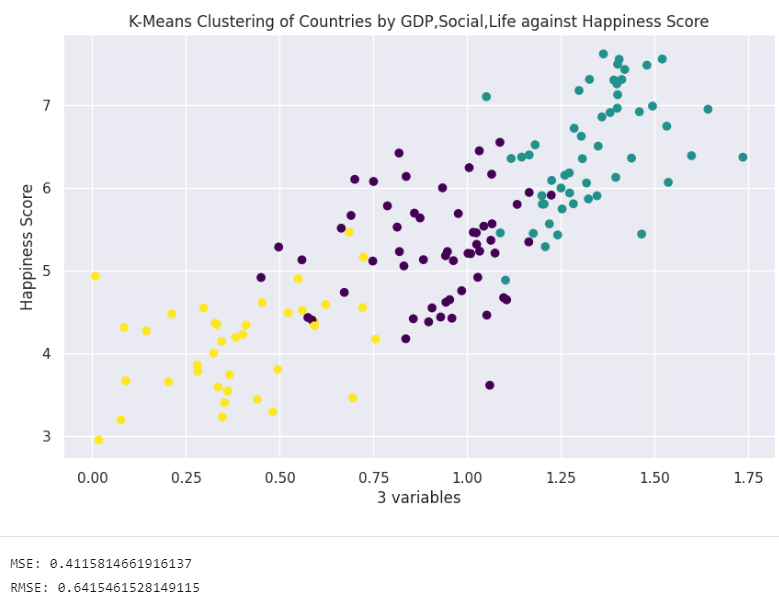 K-Means Clustering of Countries by GDP,Social,Life against Happiness Score
Happiness Score
7
6
5
4
3
0.00 0.25 0.50 0.75 1.00 1.25 1.50 1.75
3 variables
MSE: 0.4115814661916137
RMSE: 0.6415461528149115